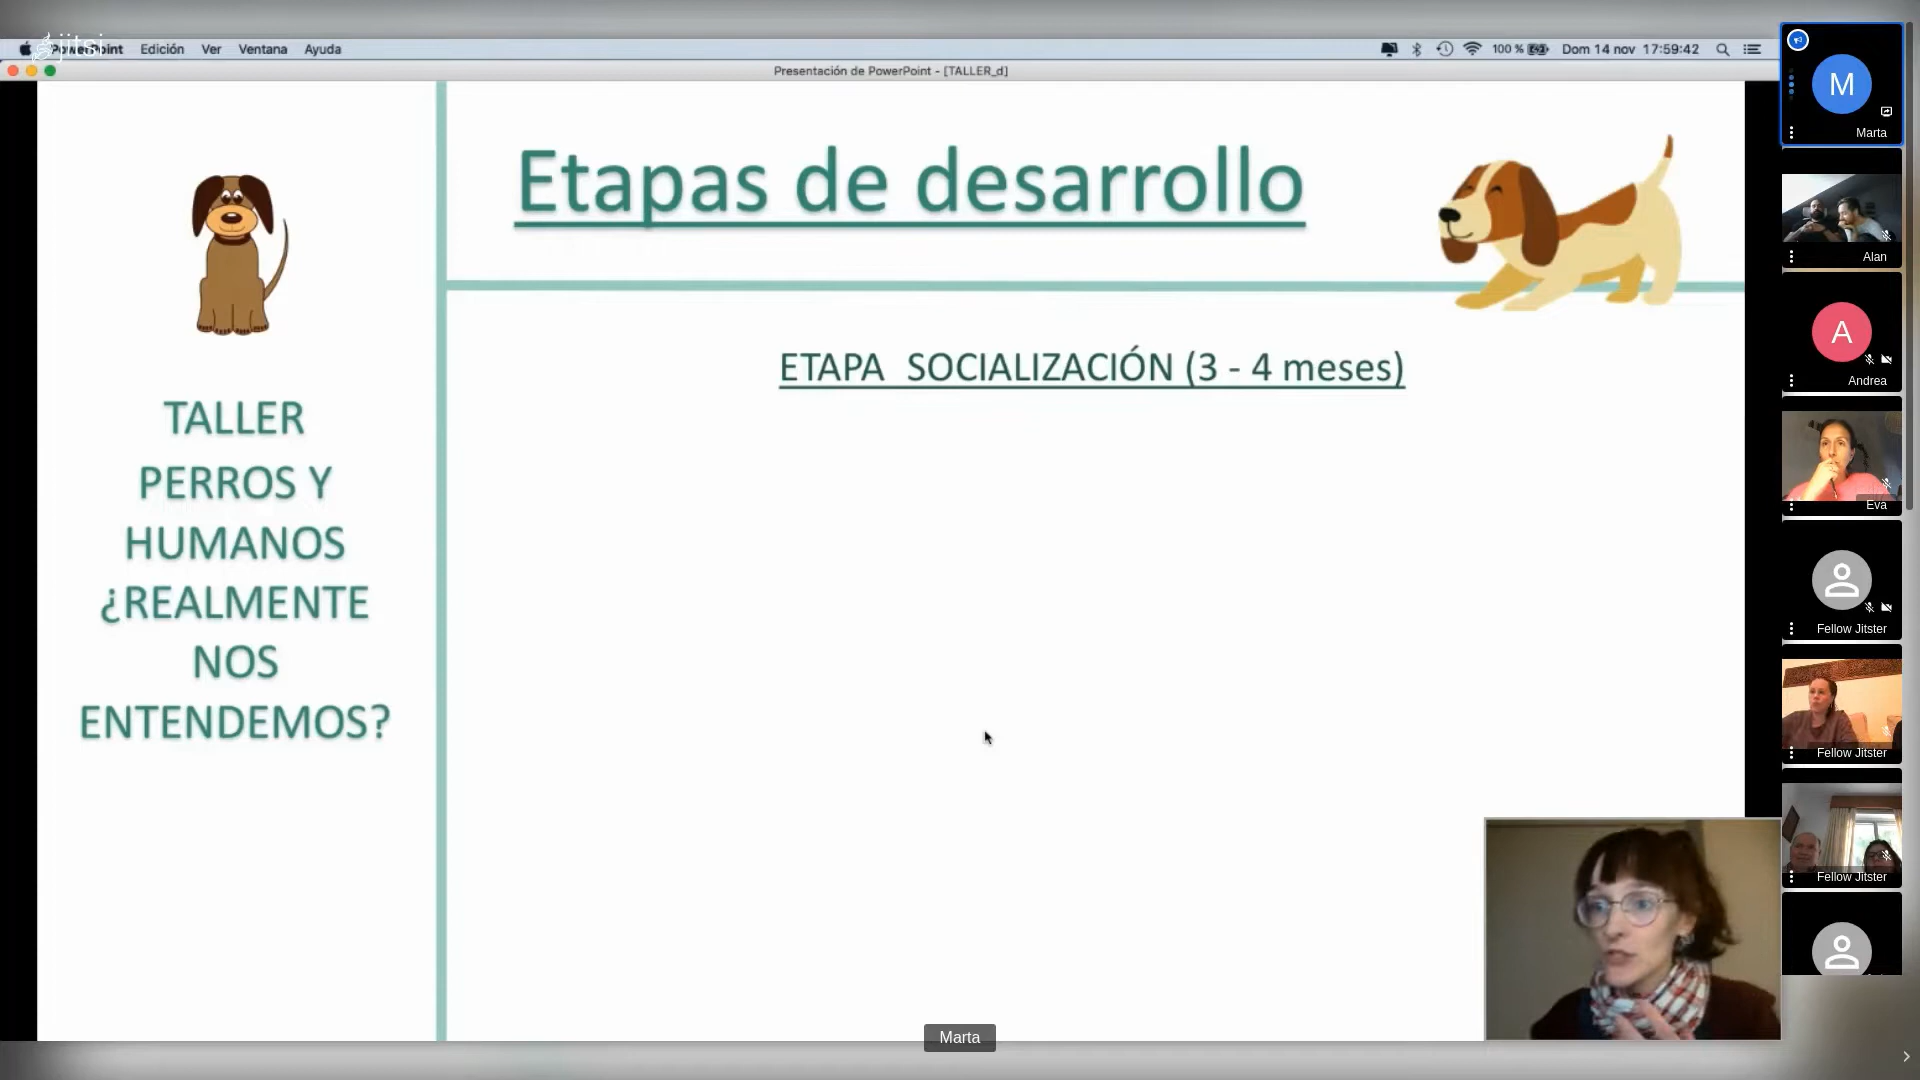 jitsi
PowerPoint Edición Ver Ventana Ayuda
100 % Dom 14 nov 17:59:42
Presentación de PowerPoint - [TALLER_d]
Etapas de desarrollo
ETAPA SOCIALIZACIÓN (3 - 4 meses)
TALLER
PERROS Y
HUMANOS
¿REALMENTE
NOS
ENTENDEMOS?
M
Marta
Alan
A
Andrea
Eva
Fellow Jitster
Fellow Jitster
Fellow Jitster
Marta